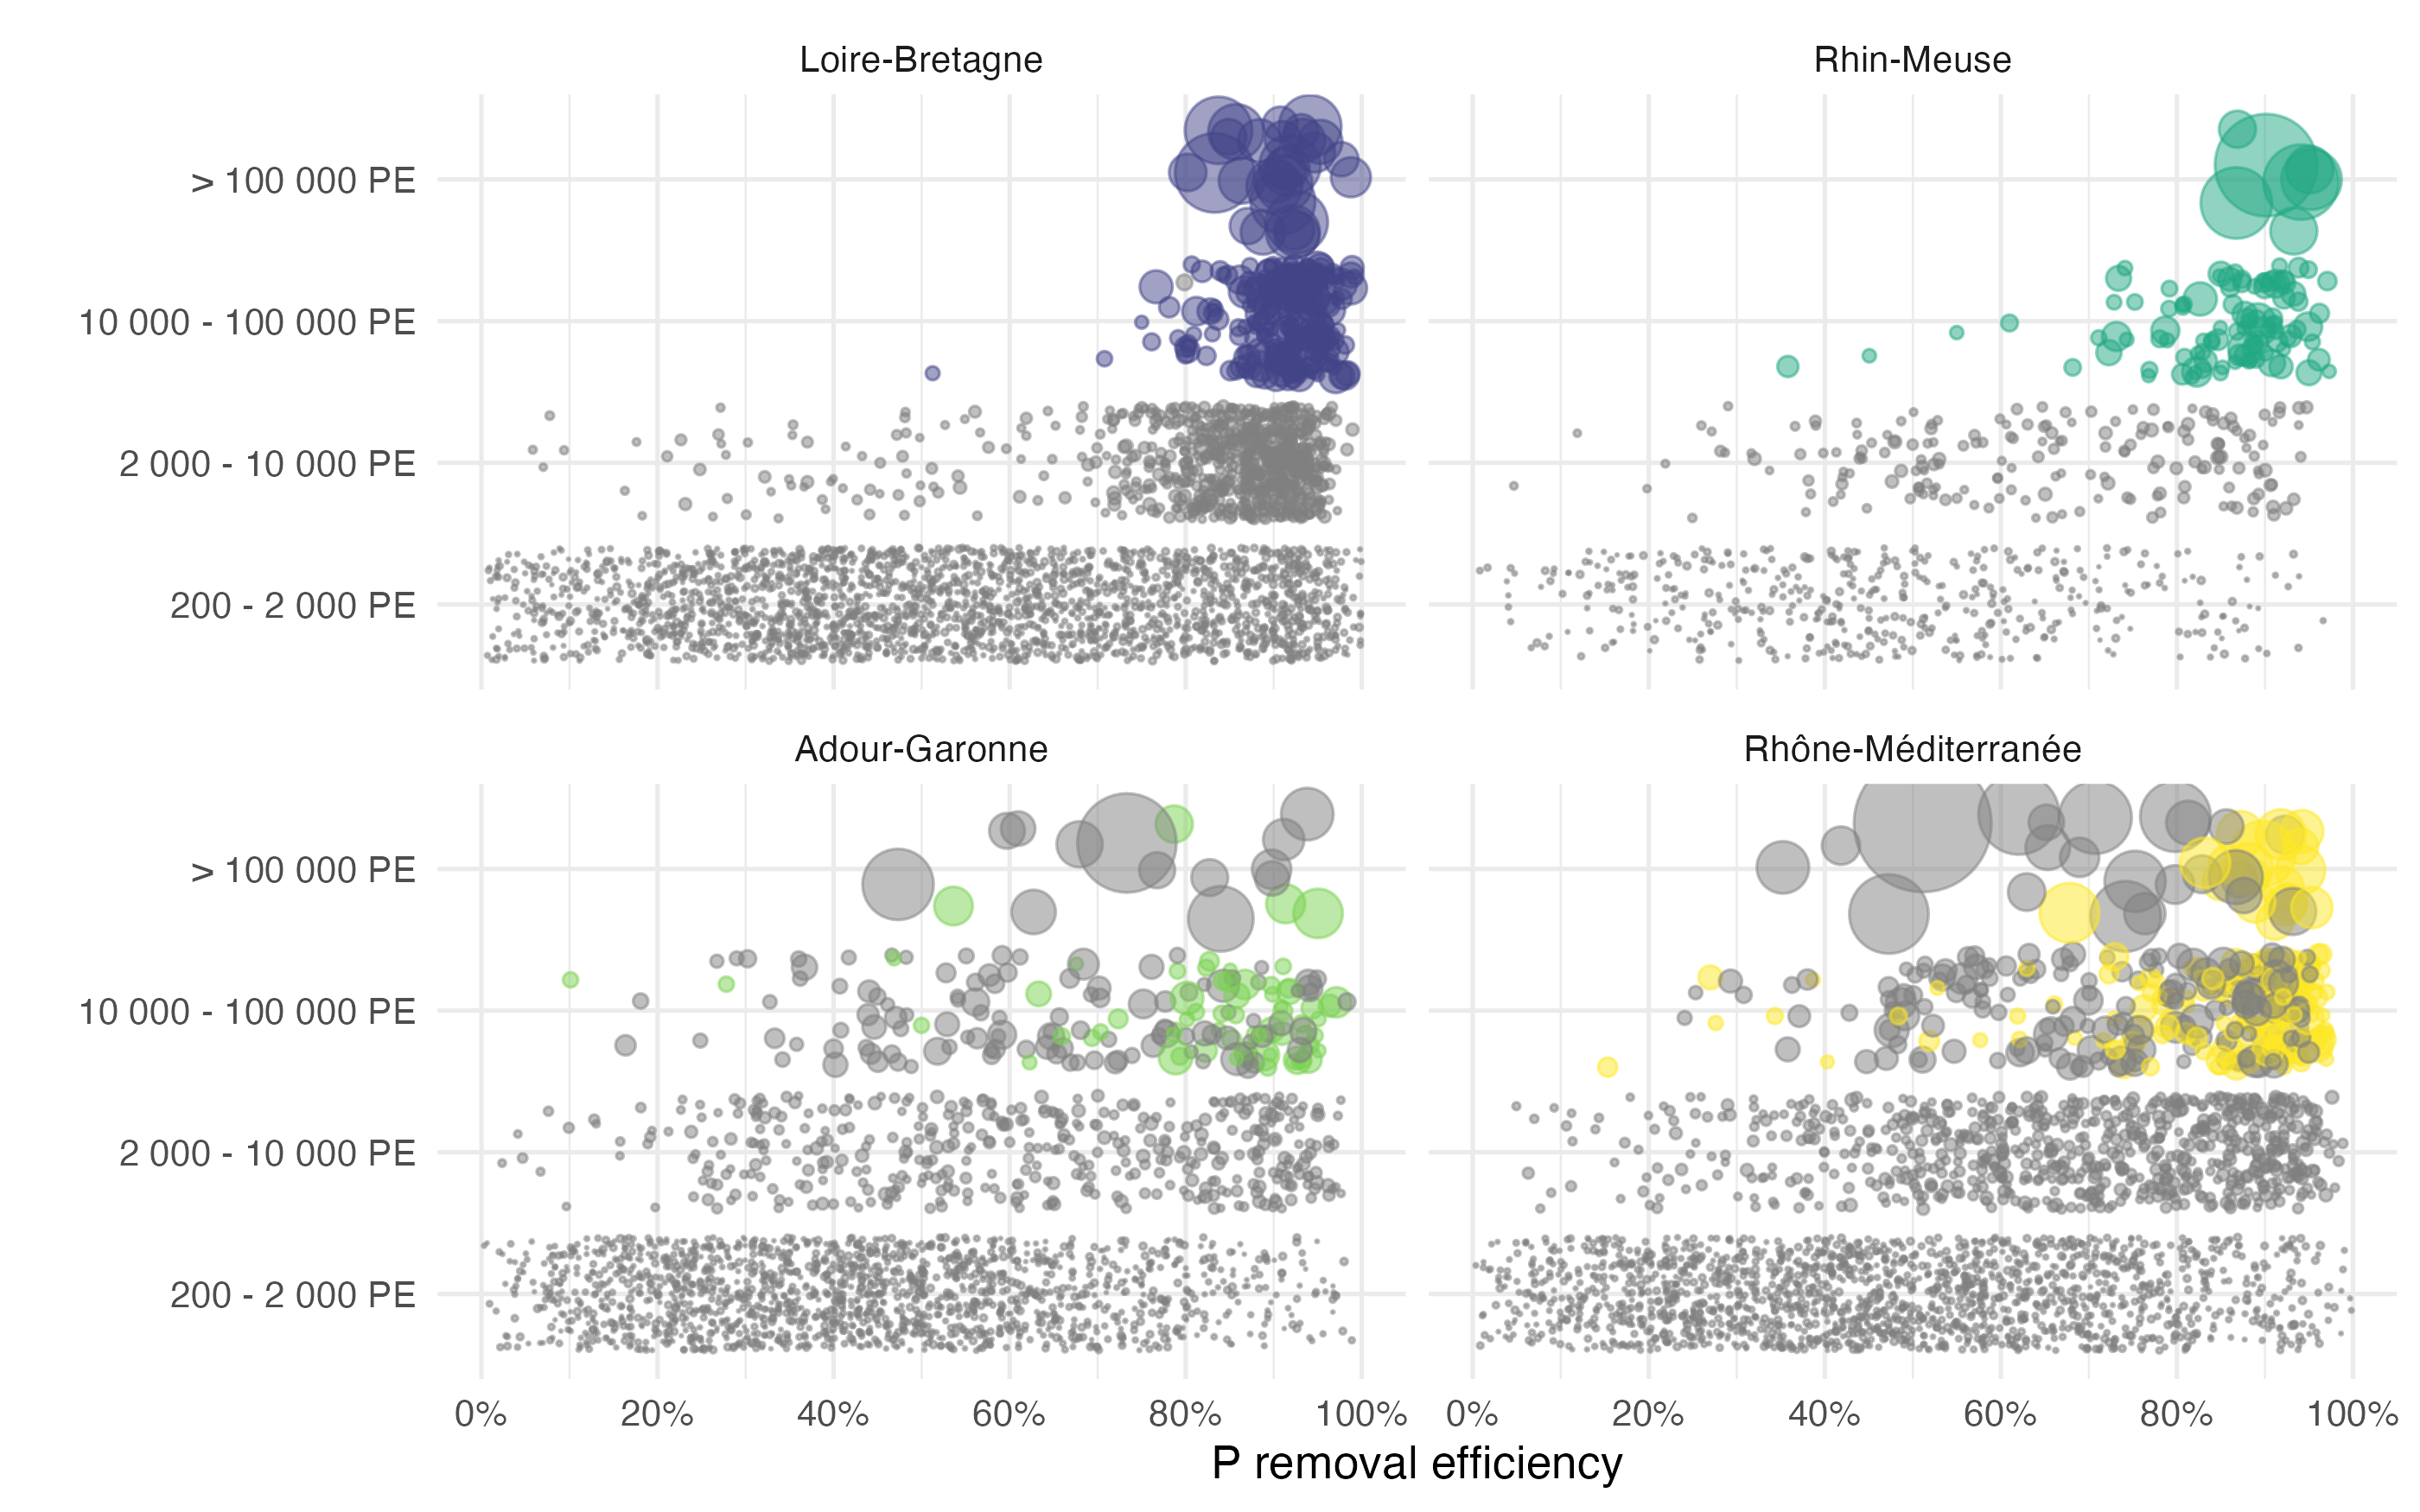 Loire-Bretagne
Rhin-Meuse
> 100 000 PE
10 000 - 100 000 PE
2 000 - 10 000 PE
200 - 2 000 PE
Adour-Garonne
Rhône-Méditerranée
> 100 000 PE
10 000 - 100 000 PE
2 000 - 10 000 PE
200 - 2 000 PE
0% 20% 40% 60% 80% 100% 0% 20% 40% 60% 80% 100%
P removal efficiency